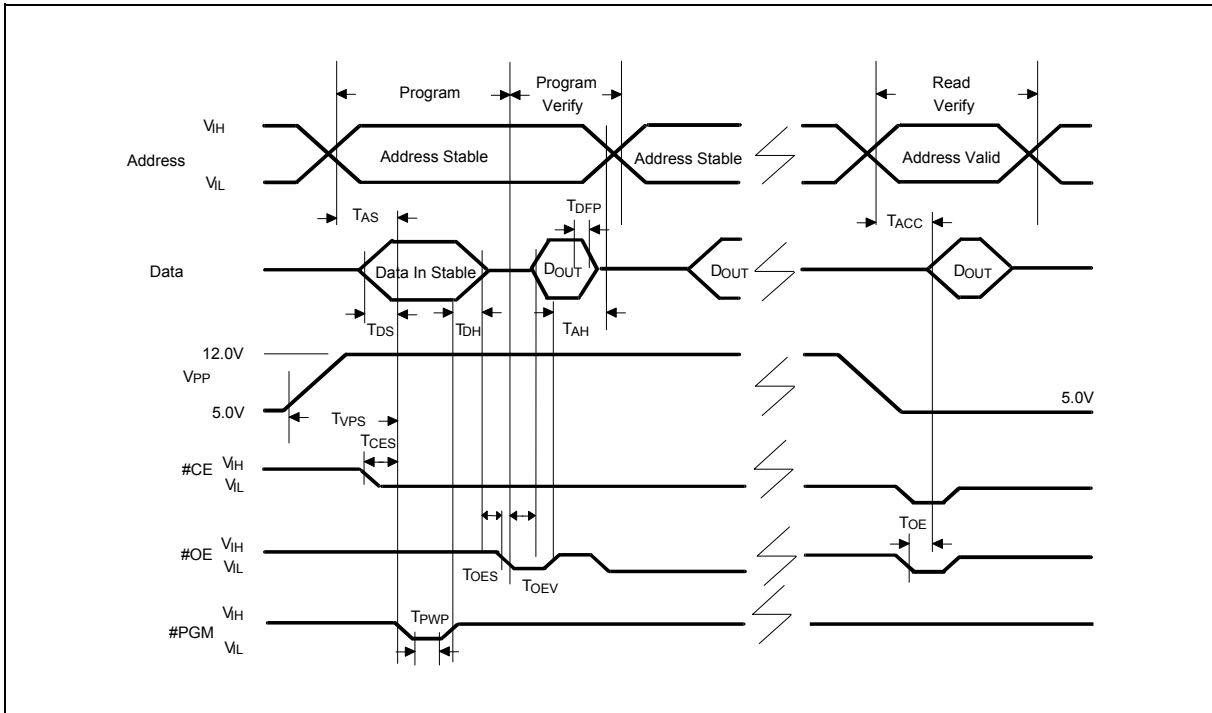 Program
Program
Verify
Read
Verify
VIH
Address
VIL
Address Stable
Address Stable
Address Valid
TAS
TDFP
TACC
Data
Data In Stable
DOUT
DOUT
DOUT
TDS
TDH
TAH
12.0V
VPP
5.0V
5.0V
TVPS
TCES
#CE
VIH
VIL
TOE
#OE
VIH
VIL
TOES
TOEV
#PGM
VIH
VIL
TPWP